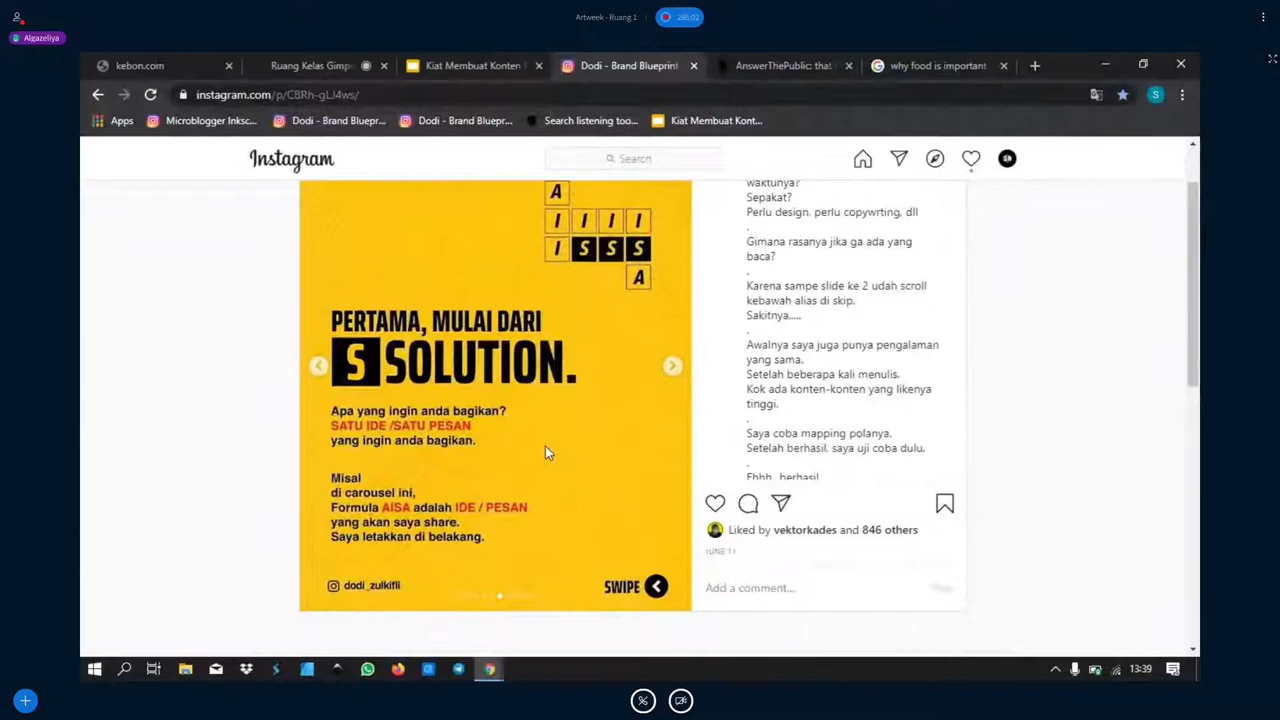 Artweek - Ruang 1
286:02
Algazeliya
kebon.com
Ruang Kelas Gimp
Kiat Membuat Konten
Dodi - Brand Blueprint
AnswerThePublic: that
why food is important
instagram.com/p/CBRh-gLJ4ws/
Apps
Microblogger Inksc...
Dodi - Brand Bluepr...
Dodi - Brand Bluepr...
Search listening too...
Kiat Membuat Kont...
Instagram
Search
A
I I I I
I S S S
A
PERTAMA, MULAI DARI
S SOLUTION.
Apa yang ingin anda bagikan?
SATU IDE /SATU PESAN
yang ingin anda bagikan.
Misal
di carousel ini,
Formula AISA adalah IDE / PESAN
yang akan saya share.
Saya letakkan di belakang.
dodi_zulkifli
SWIPE
waktunya?
Sepakat?
Perlu design, perlu copywrting, dll
.
Gimana rasanya jika ga ada yang
baca?
.
Karena sampe slide ke 2 udah scroll
kebawah alias di skip.
Sakitnya.....
.
Awalnya saya juga punya pengalaman
yang sama.
Setelah beberapa kali menulis.
Kok ada konten-konten yang likenya
tinggi.
.
Saya coba mapping polanya.
Setelah berhasil, saya uji coba dulu.
.
Ehhh berhasil
Liked by vektorkades and 846 others
JUNE 11
Add a comment...
Post
13:39